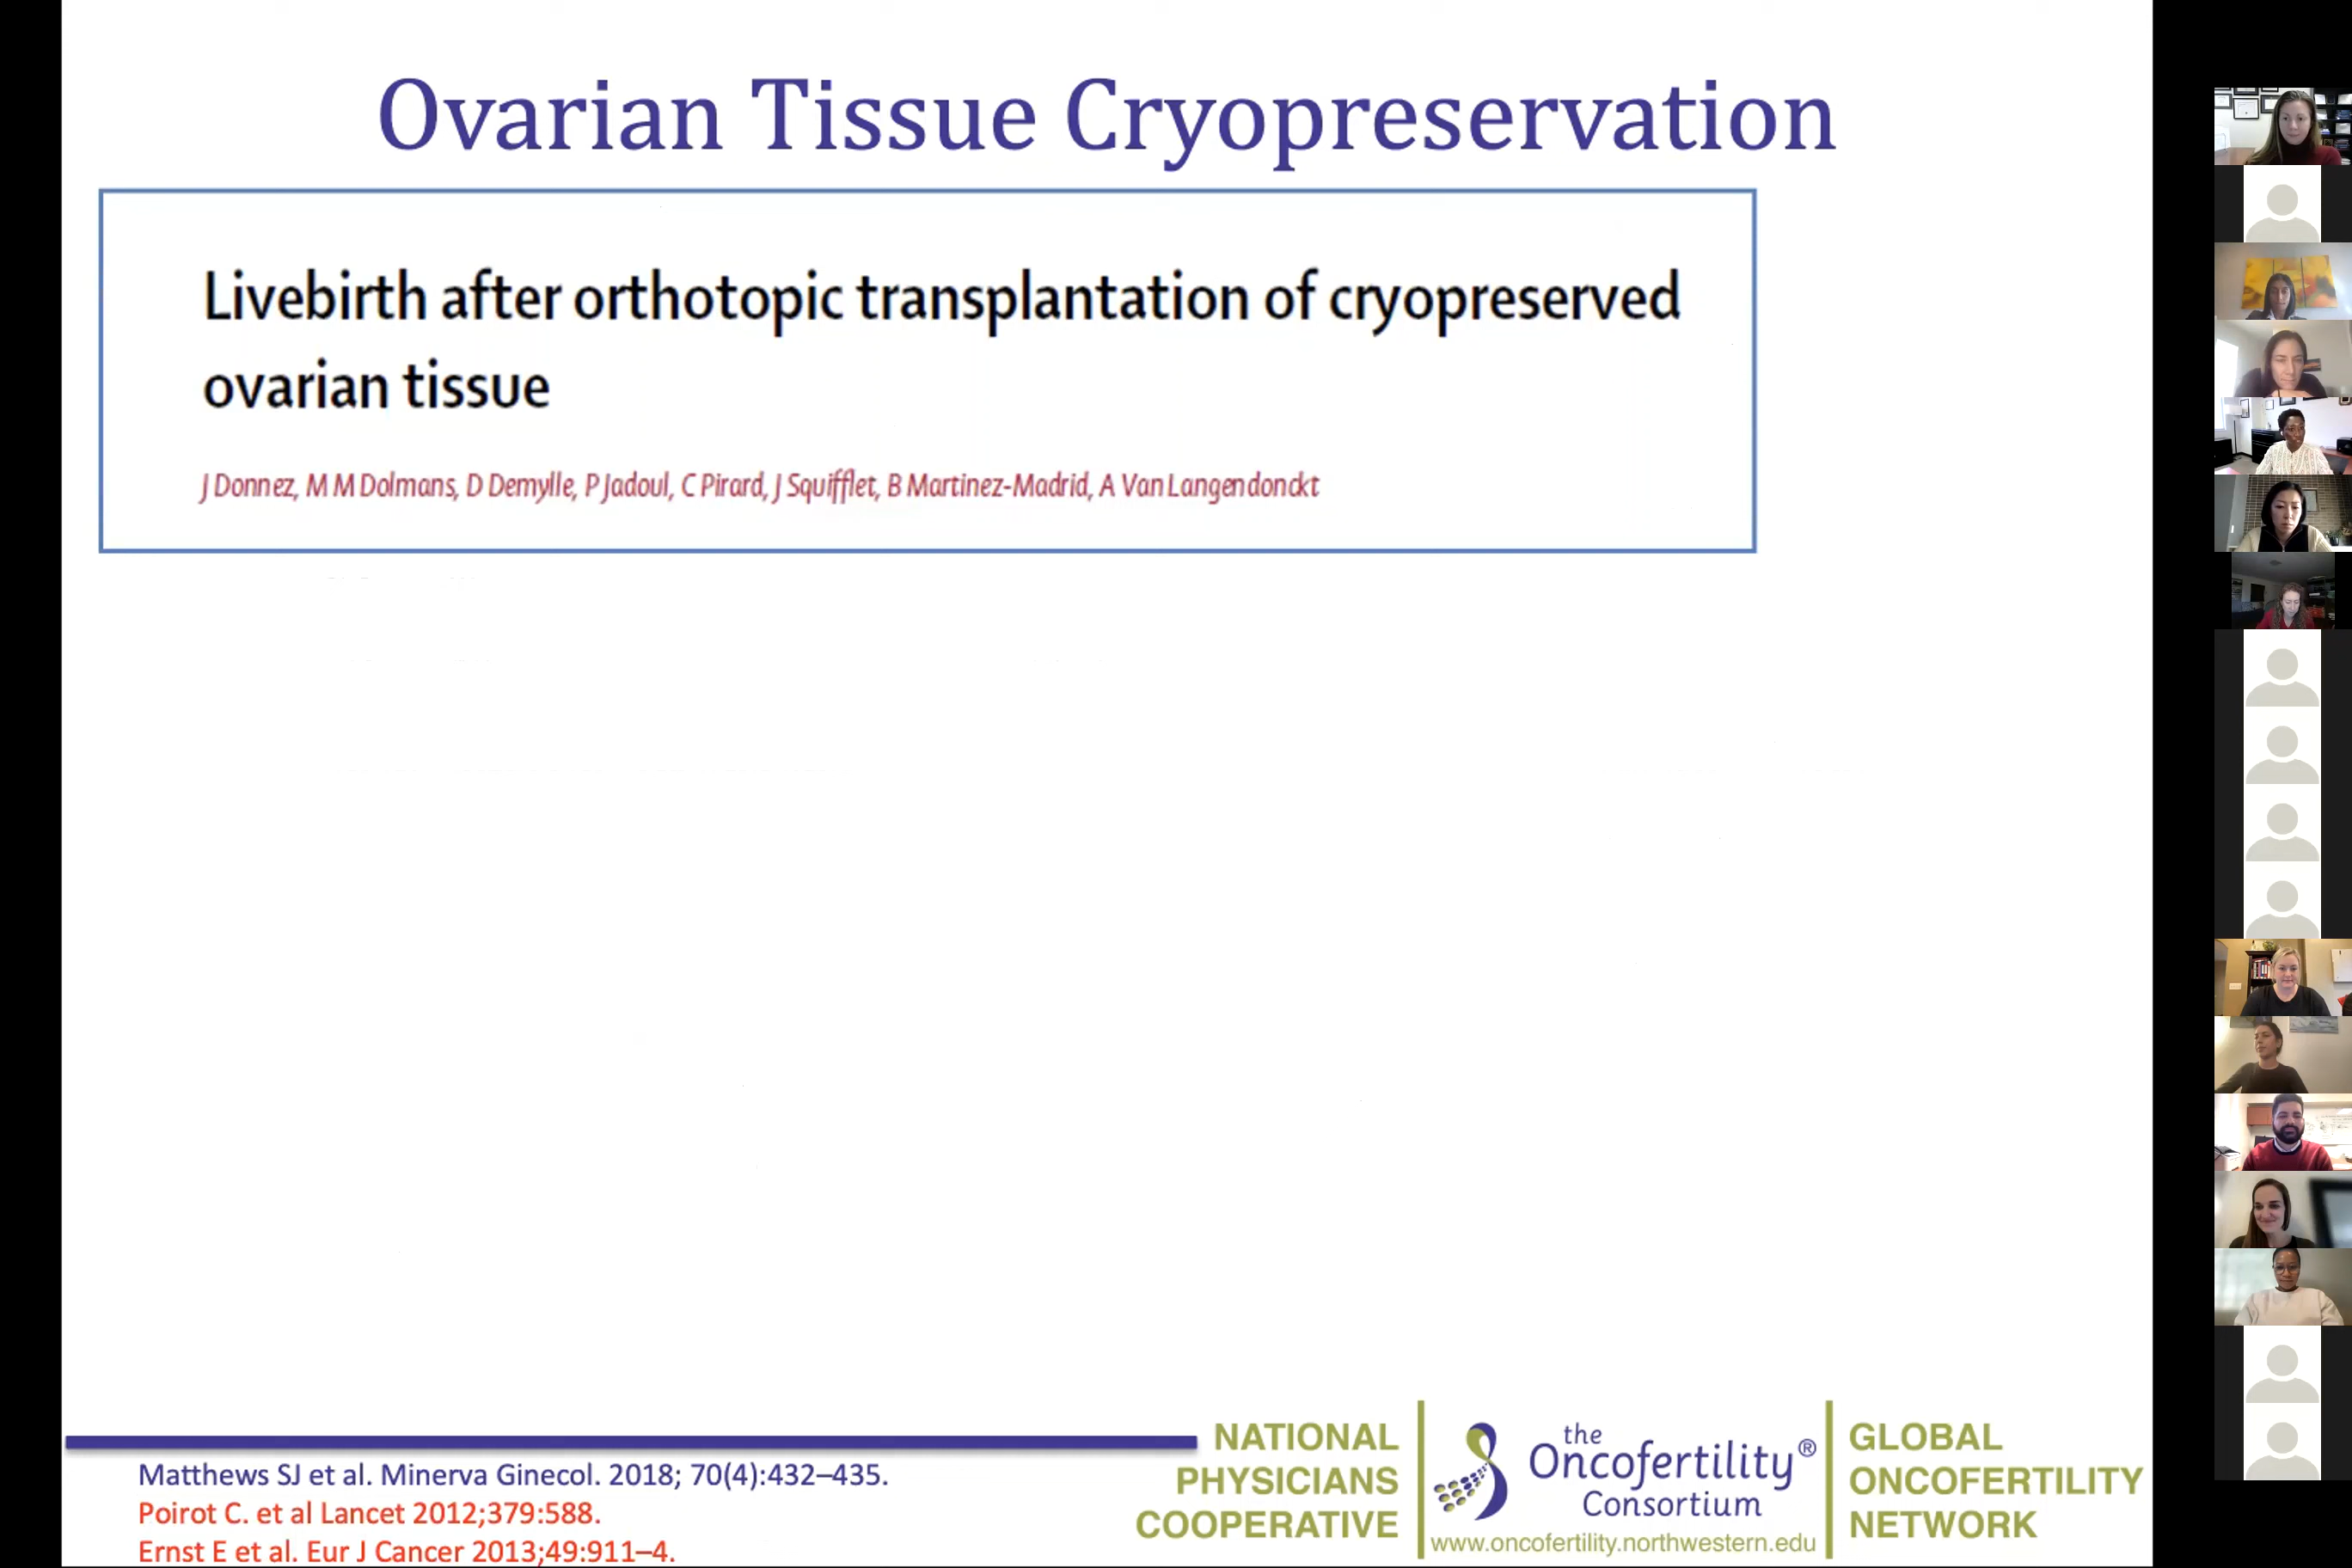 Ovarian Tissue Cryopreservation
Livebirth after orthotopic transplantation of cryopreserved
ovarian tissue
J Donnez, M M Dolmans, D Demylle, P Jadoul, C Pirard, J Squifflet, B Martinez-Madrid, A Van Langendonckt
Matthews SJ et al. Minerva Ginecol. 2018; 70(4):432–435.
Poirot C. et al Lancet 2012;379:588.
Ernst E et al. Eur J Cancer 2013;49:911–4.
NATIONAL
PHYSICIANS
COOPERATIVE
the
Oncofertility®
Consortium
www.oncofertility.northwestern.edu
GLOBAL
ONCOFERTILITY
NETWORK